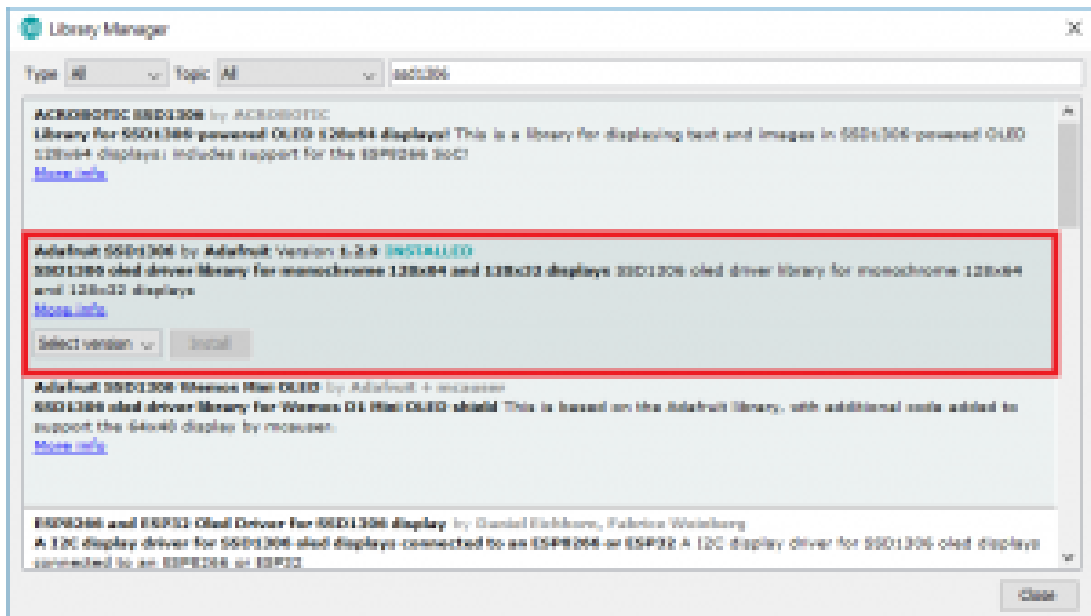 Library Manager
Type All Topic All ssd1306
ACROBOTIC SSD1306 by ACROBOTIC
Library for SSD1306-powered OLED 128x64 displays! This is a library for displaying text and images in SSD1306-powered OLED
128x64 displays; includes support for the ESP8266 SoC!
More info
Adafruit SSD1306 by Adafruit Version INSTALLED
SSD1306 oled driver library for monochrome 128x64 and 128x32 displays SSD1306 oled driver library for monochrome 128x64
and 128x32 displays
More info
Select version Install
Adafruit SSD1306 Wemos Mini OLED by Adafruit + mcauser
SSD1306 oled driver library for Wemos D1 Mini OLED shield This is based on the Adafruit library, with additional code added to
support the 64x48 display by mcauser.
More info
ESP8266 and ESP32 Oled Driver for SSD1306 display by Daniel Eichhorn, Fabrice Weinberg
A I2C display driver for SSD1306 oled displays connected to an ESP8266 or ESP32 A I2C display driver for SSD1306 oled displays
connected to an ESP8266 or ESP32
Close